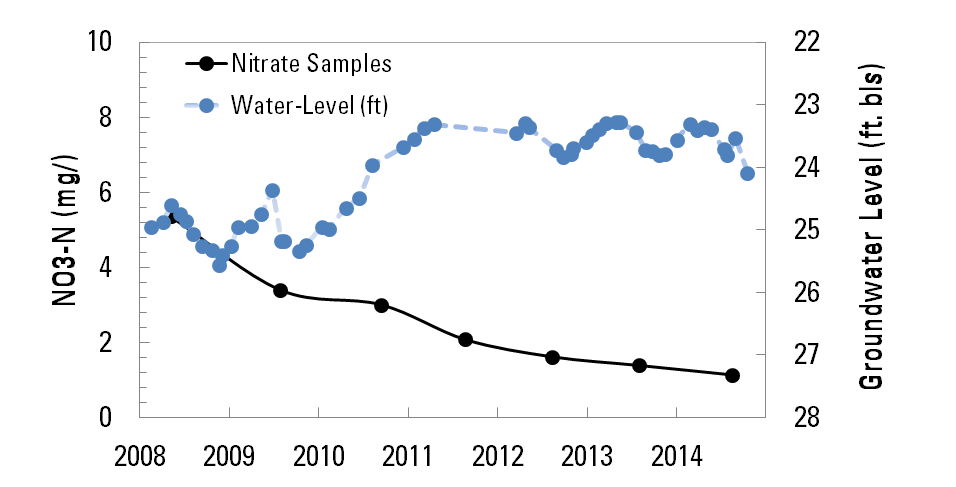 10
8
6
4
2
0
NO3-N (mg/)
Nitrate Samples
Water-Level (ft)
22
23
24
25
26
27
28
Groundwater Level (ft. bls)
2008 2009 2010 2011 2012 2013 2014